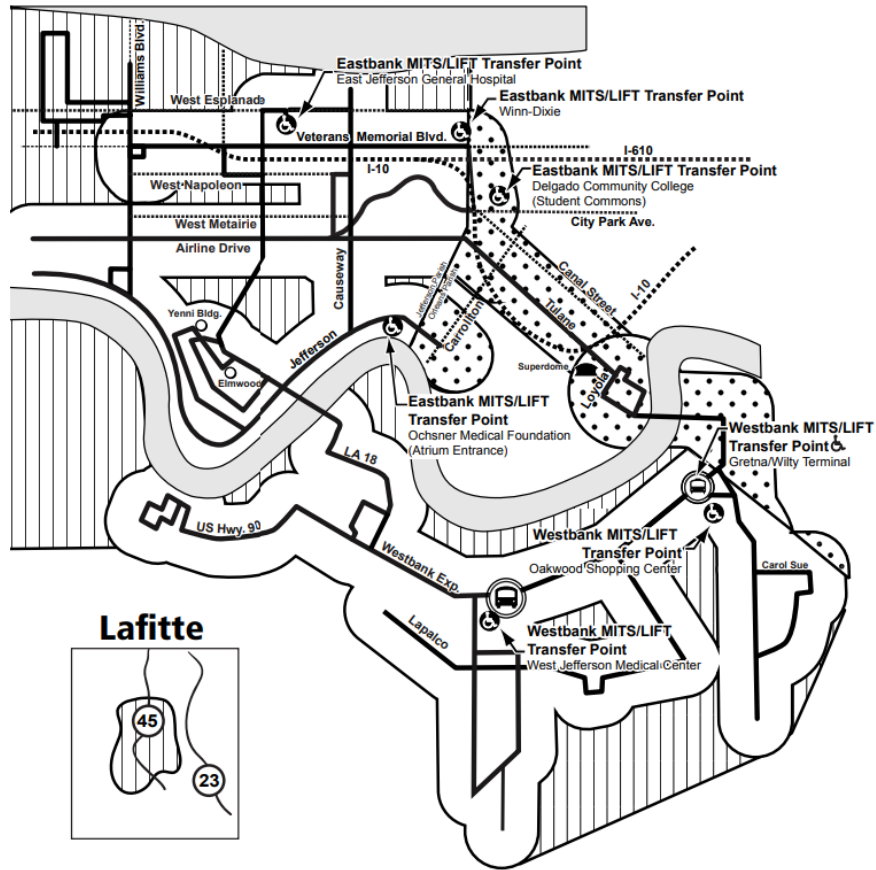 Williams Blvd.
Eastbank MITS/LIFT Transfer Point
East Jefferson General Hospital
West Esplanade
Eastbank MITS/LIFT Transfer Point
Winn-Dixie
Veterans Memorial Blvd.
I-610
I-10
Eastbank MITS/LIFT Transfer Point
Delgado Community College
(Student Commons)
West Napoleon
City Park Ave.
West Metairie
Airline Drive
Causeway
Jefferson Parish
Orleans Parish
Canal Street
I-10
Tulane
Carrollton
Yenni Bldg.
Jefferson
Elmwood
Superdome
Loyola
Eastbank MITS/LIFT
Transfer Point
Ochsner Medical Foundation
(Atrium Entrance)
Westbank MITS/LIFT
Transfer Point
Gretna/Wilty Terminal
LA 18
US Hwy. 90
Westbank Exp.
Westbank MITS/LIFT
Transfer Point
Oakwood Shopping Center
Carol Sue
Lapalco
Westbank MITS/LIFT
Transfer Point
West Jefferson Medical Center
Lafitte
45
23